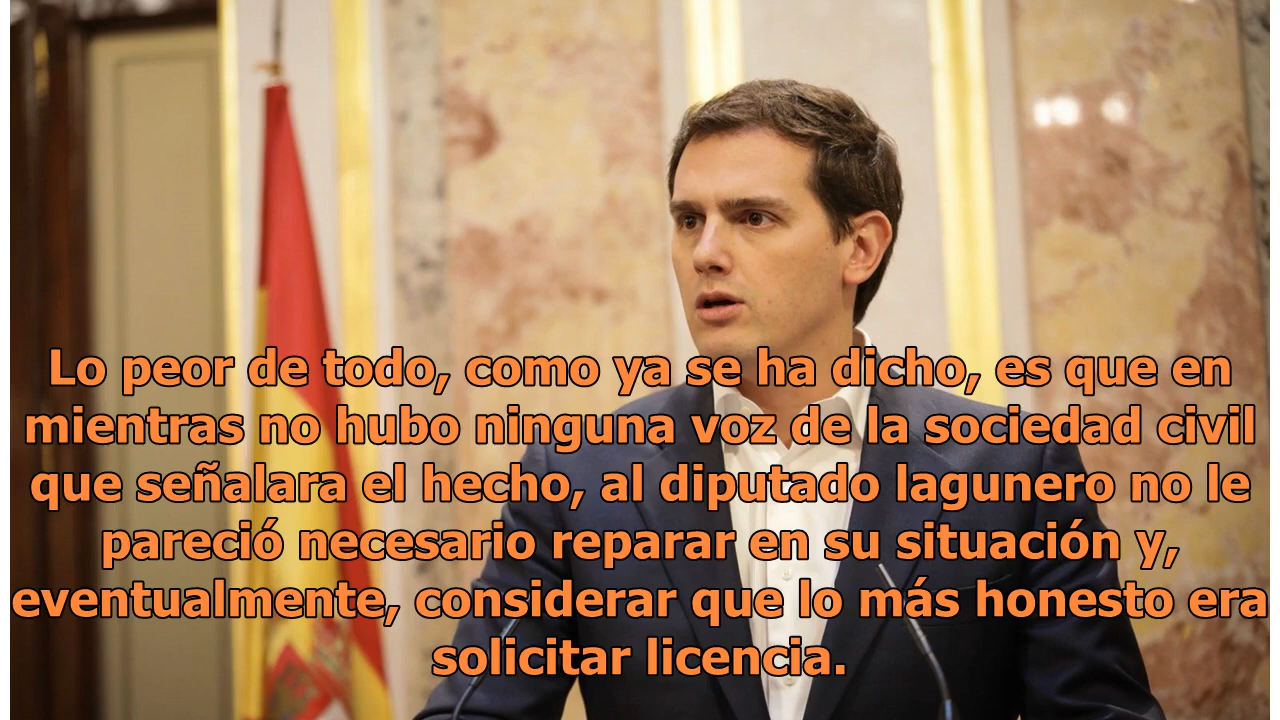 Lo peor de todo, como ya se ha dicho, es que en
mientras no hubo ninguna voz de la sociedad civil
que señalara el hecho, al diputado lagunero no le
pareció necesario reparar en su situación y,
eventualmente, considerar que lo más honesto era
solicitar licencia.